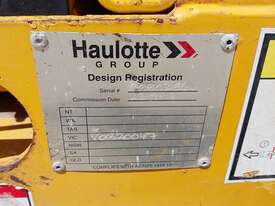 Haulotte
GROUP
Design Registration
Serial #
Commission Date
NT
WA
TAS
VIC
NSW
SA
QLD